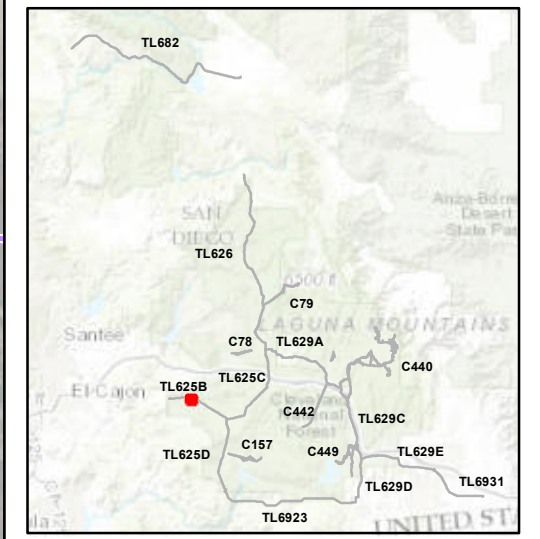 TL682
Anza-Borrego
Desert
State Park
SAN
DIEGO
TL626
6500 ft
C79
LAGUNA MOUNTAINS
Santee
C78
TL629A
C440
El Cajon
TL625B
TL625C
Cleveland
National
Forest
C442
TL629C
TL625D
C157
C449
TL629E
TL629D
TL6931
TL6923
UNITED STA